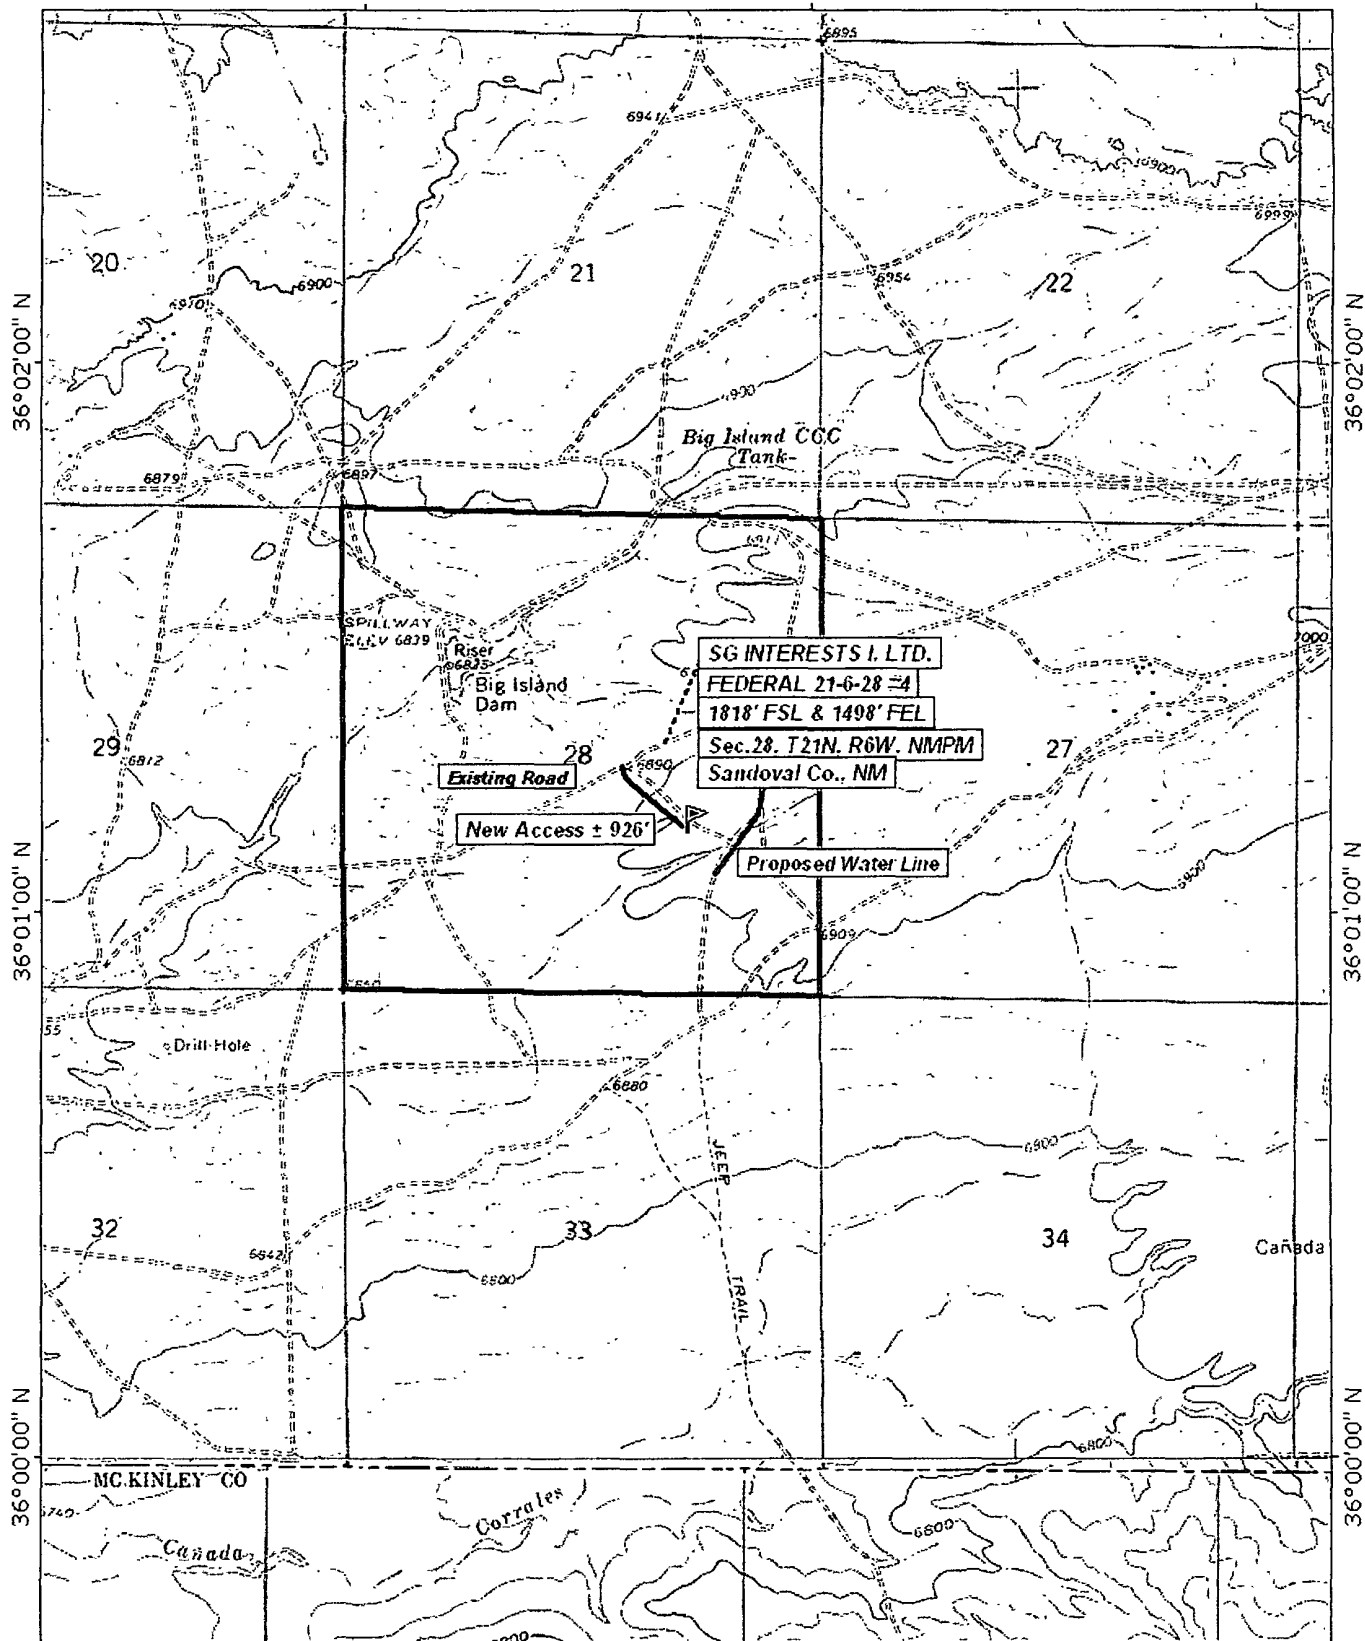 6895
6941
6900
6999
20
21
22
6954
6900
6910
36°02'00" N
36°02'00" N
Big Island CCC
Tank
6879
6897
6911
SPILLWAY
ELEV 6839
Riser
6835
Big Island
Dam
SG INTERESTS I. LTD.
FEDERAL 21-6-28 #4
1818' FSL & 1498' FEL
Sec.28. T21N. R6W. NMPM
Sandoval Co., NM
7000
29
28
27
6812
6890
Existing Road
New Access ± 926'
Proposed Water Line
36°01'00" N
36°01'00" N
6900
6909
55
Drill Hole
6880
JEEP
6800
32
33
34
6842
6800
Cañada
TRAIL
36°00'00" N
36°00'00" N
6800
MC KINLEY CO
6740
Corrales
Cañada
6800